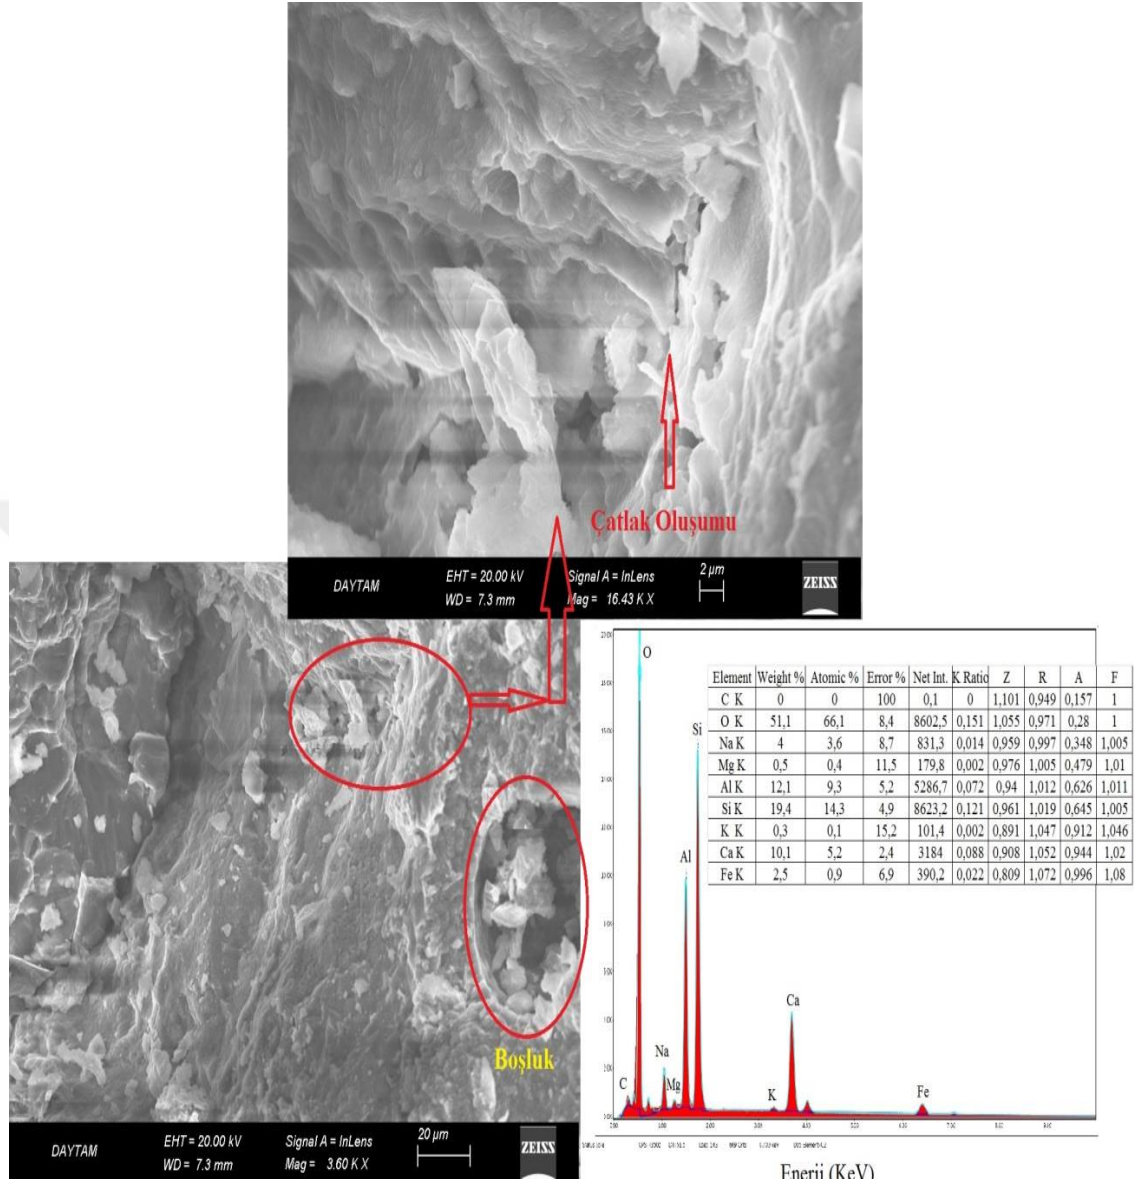 Çatlak Oluşumu
DAYTAM
EHT = 20.00 kV
WD = 7.3 mm
Signal A = InLens
Mag = 16.43 K X
2 µm
ZEISS
Boşluk
DAYTAM
EHT = 20.00 kV
WD = 7.3 mm
Signal A = InLens
Mag = 3.60 K X
20 µm
ZEISS
Element Weight % Atomic % Error % Net Int. K Ratio Z R A F
C K 0 0 100 0,1 0 1,101 0,949 0,157 1
O K 51,1 66,1 8,4 8602,5 0,151 1,055 0,971 0,28 1
Na K 4 3,6 8,7 831,3 0,014 0,959 0,997 0,348 1,005
Mg K 0,5 0,4 11,5 179,8 0,002 0,976 1,005 0,479 1,01
Al K 12,1 9,3 5,2 5286,7 0,072 0,94 1,012 0,626 1,011
Si K 19,4 14,3 4,9 8623,2 0,121 0,961 1,019 0,645 1,005
K K 0,3 0,1 15,2 101,4 0,002 0,891 1,047 0,912 1,046
Ca K 10,1 5,2 2,4 3184 0,088 0,908 1,052 0,944 1,02
Fe K 2,5 0,9 6,9 390,2 0,022 0,809 1,072 0,996 1,08
O
Si
Al
Ca
Na
Mg
C
K
Fe
Enerji (KeV)